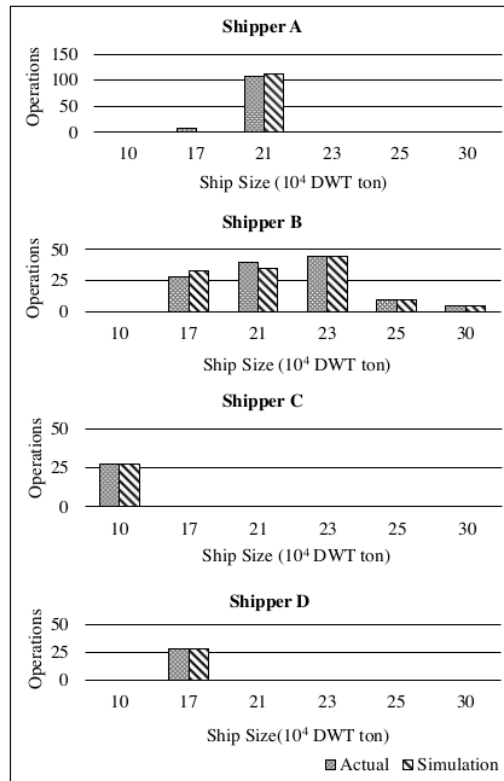 Shipper A
Operations
150
100
50
0
10 17 21 23 25 30
Ship Size (10⁴ DWT ton)
Shipper B
Operations
50
25
0
10 17 21 23 25 30
Ship Size (10⁴ DWT ton)
Shipper C
Operations
50
25
0
10 17 21 23 25 30
Ship Size (10⁴ DWT ton)
Shipper D
Operations
50
25
0
10 17 21 23 25 30
Ship Size(10⁴ DWT ton)
Actual Simulation